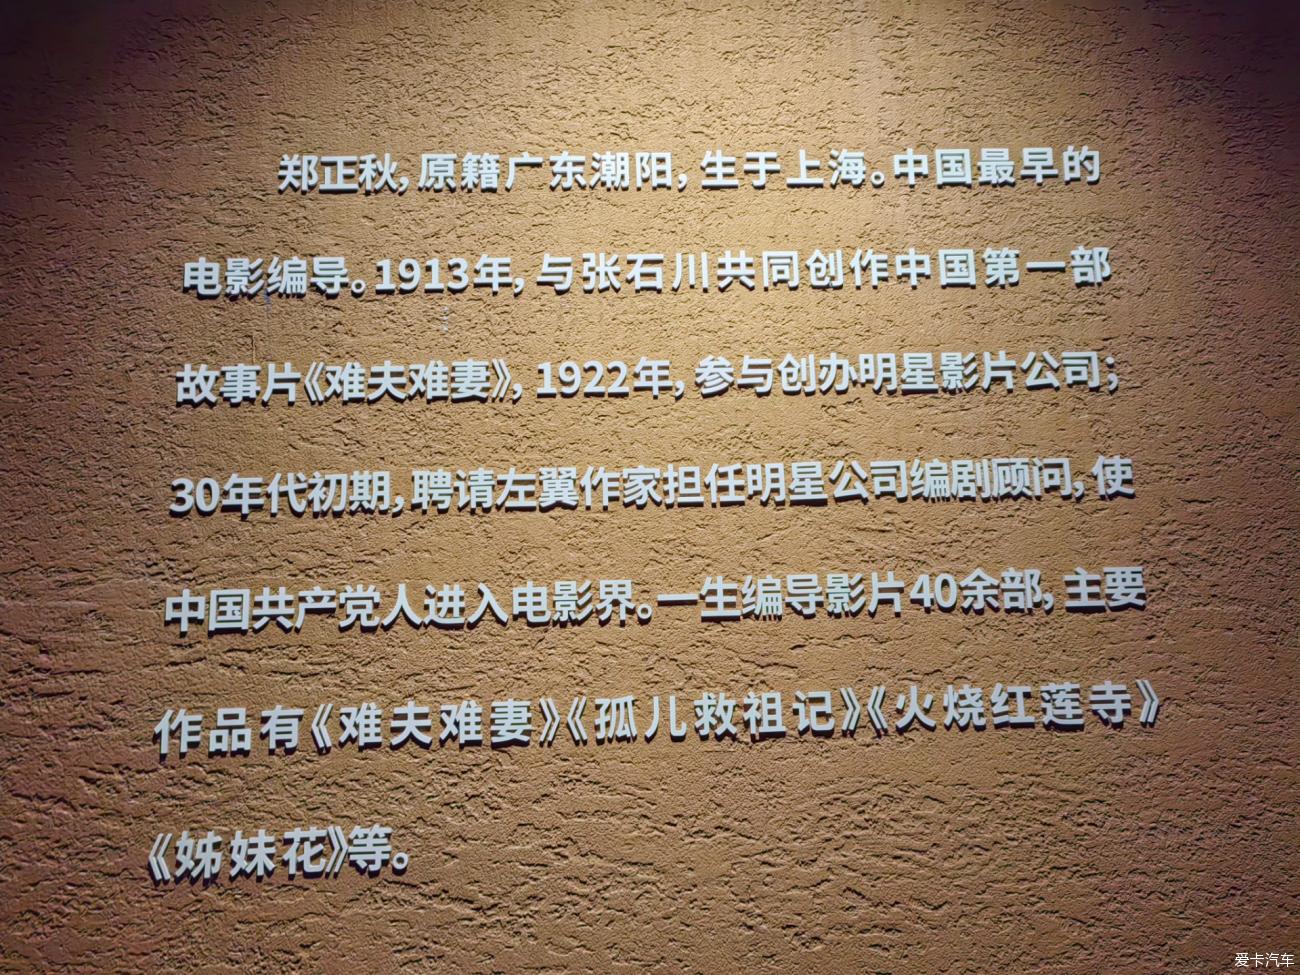 郑正秋，原籍广东潮阳，生于上海。中国最早的
电影编导。1913年，与张石川共同创作中国第一部
故事片《难夫难妻》，1922年，参与创办明星影片公司；
30年代初期，聘请左翼作家担任明星公司编剧顾问，使
中国共产党人进入电影界。一生编导影片40余部，主要
作品有《难夫难妻》《孤儿救祖记》《火烧红莲寺》
《姊妹花》等。
爱卡汽车